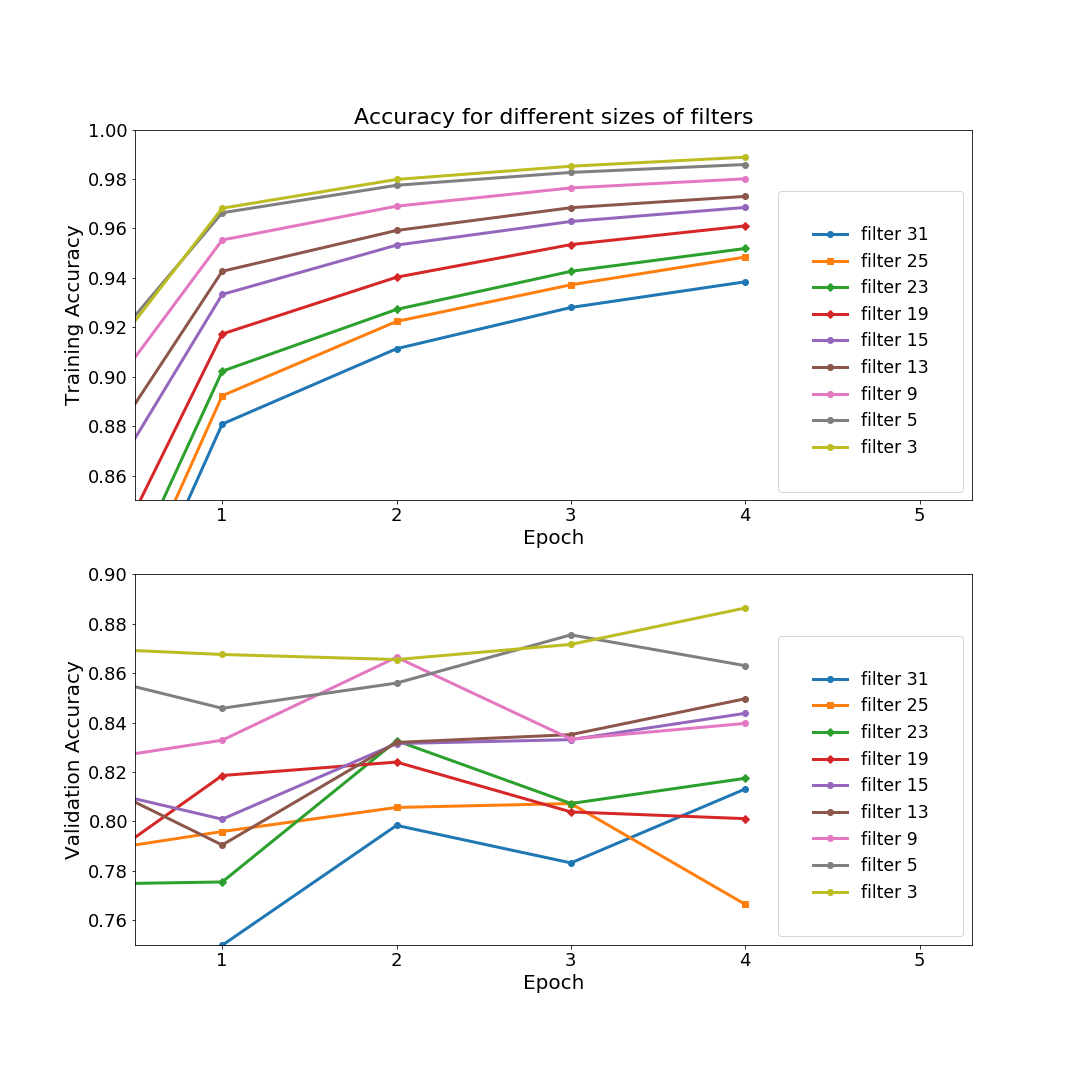 Accuracy for different sizes of filters
1.00
0.98
0.96
0.94
0.92
0.90
0.88
0.86
Training Accuracy
1 2 3 4 5
Epoch
filter 31
filter 25
filter 23
filter 19
filter 15
filter 13
filter 9
filter 5
filter 3
0.90
0.88
0.86
0.84
0.82
0.80
0.78
0.76
Validation Accuracy
1 2 3 4 5
Epoch
filter 31
filter 25
filter 23
filter 19
filter 15
filter 13
filter 9
filter 5
filter 3